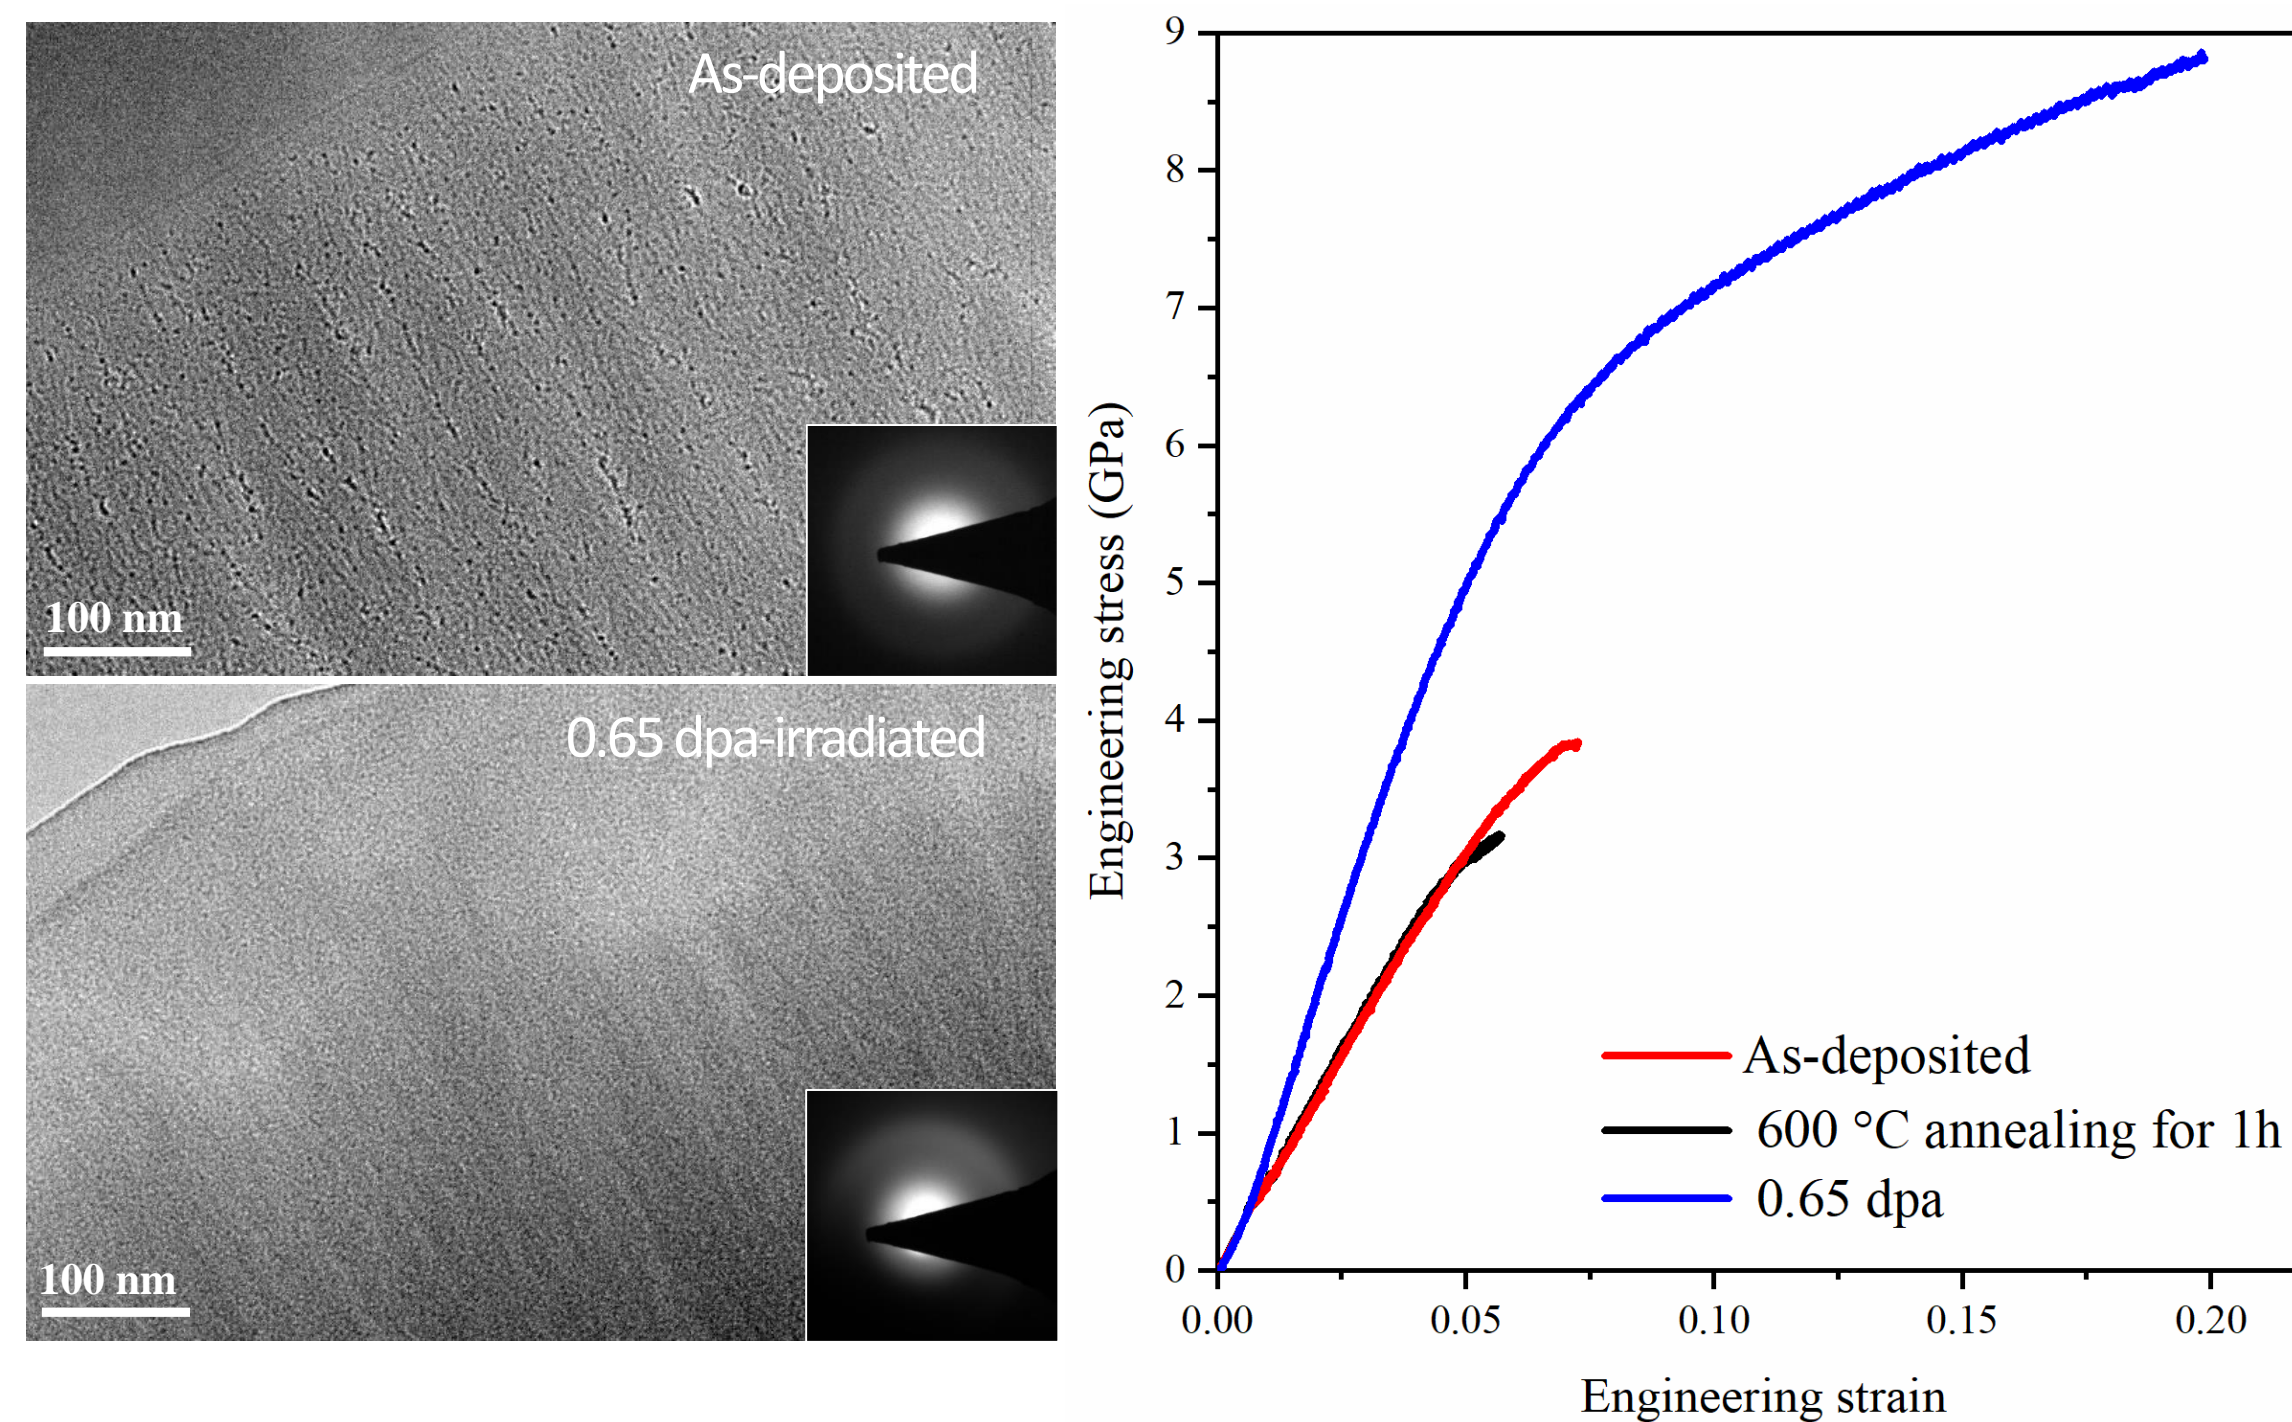 As-deposited
100 nm
0.65 dpa-irradiated
100 nm
Engineering stress (GPa)
9
8
7
6
5
4
3
2
1
0
0.00 0.05 0.10 0.15 0.20
Engineering strain
As-deposited
600 °C annealing for 1h
0.65 dpa